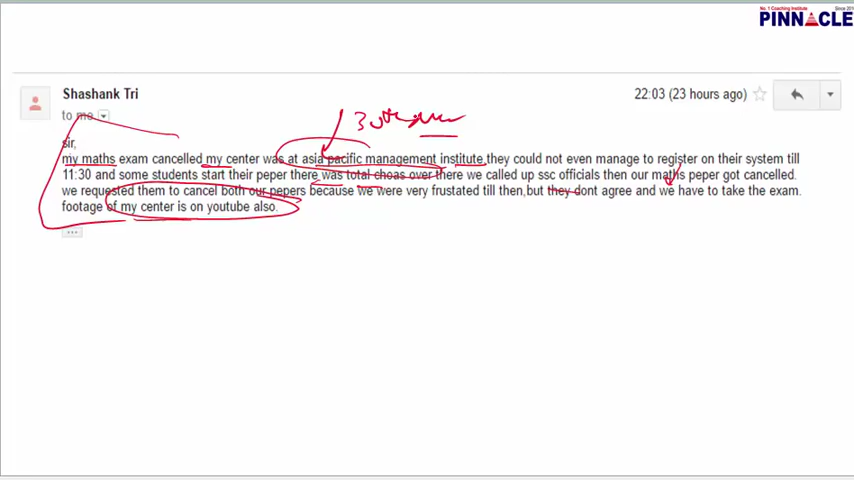 No. 1 Coaching Institute
PINNACLE
Shashank Tri
22:03 (23 hours ago)
to me
sir,
my maths exam cancelled my center was at asia pacific management institute they could not even manage to register on their system till
11:30 and some students start their peper there was total choas over there we called up ssc officials then our maths peper got cancelled.
we requested them to cancel both our pepers because we were very frustated till then,but they dont agree and we have to take the exam.
footage of my center is on youtube also.
...